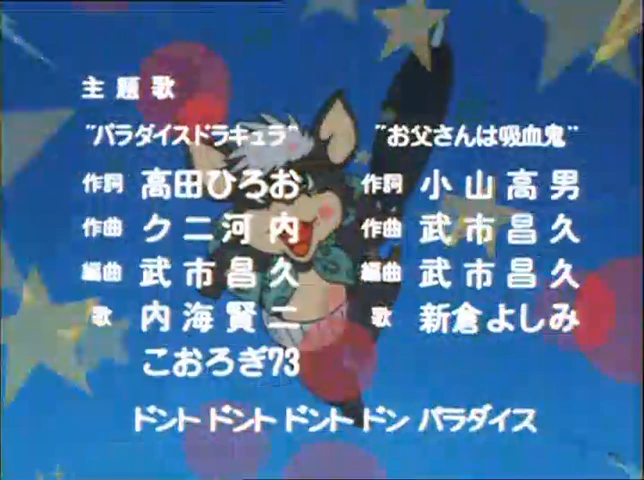 主題歌
"パラダイスドラキュラ" "お父さんは吸血鬼"
作詞 高田ひろお 作詞 小山高男
作曲 クニ河内 作曲 武市昌久
編曲 武市昌久 編曲 武市昌久
歌 内海賢二 歌 新倉よしみ
こおろぎ'73
ドント ドント ドント ドン パラダイス